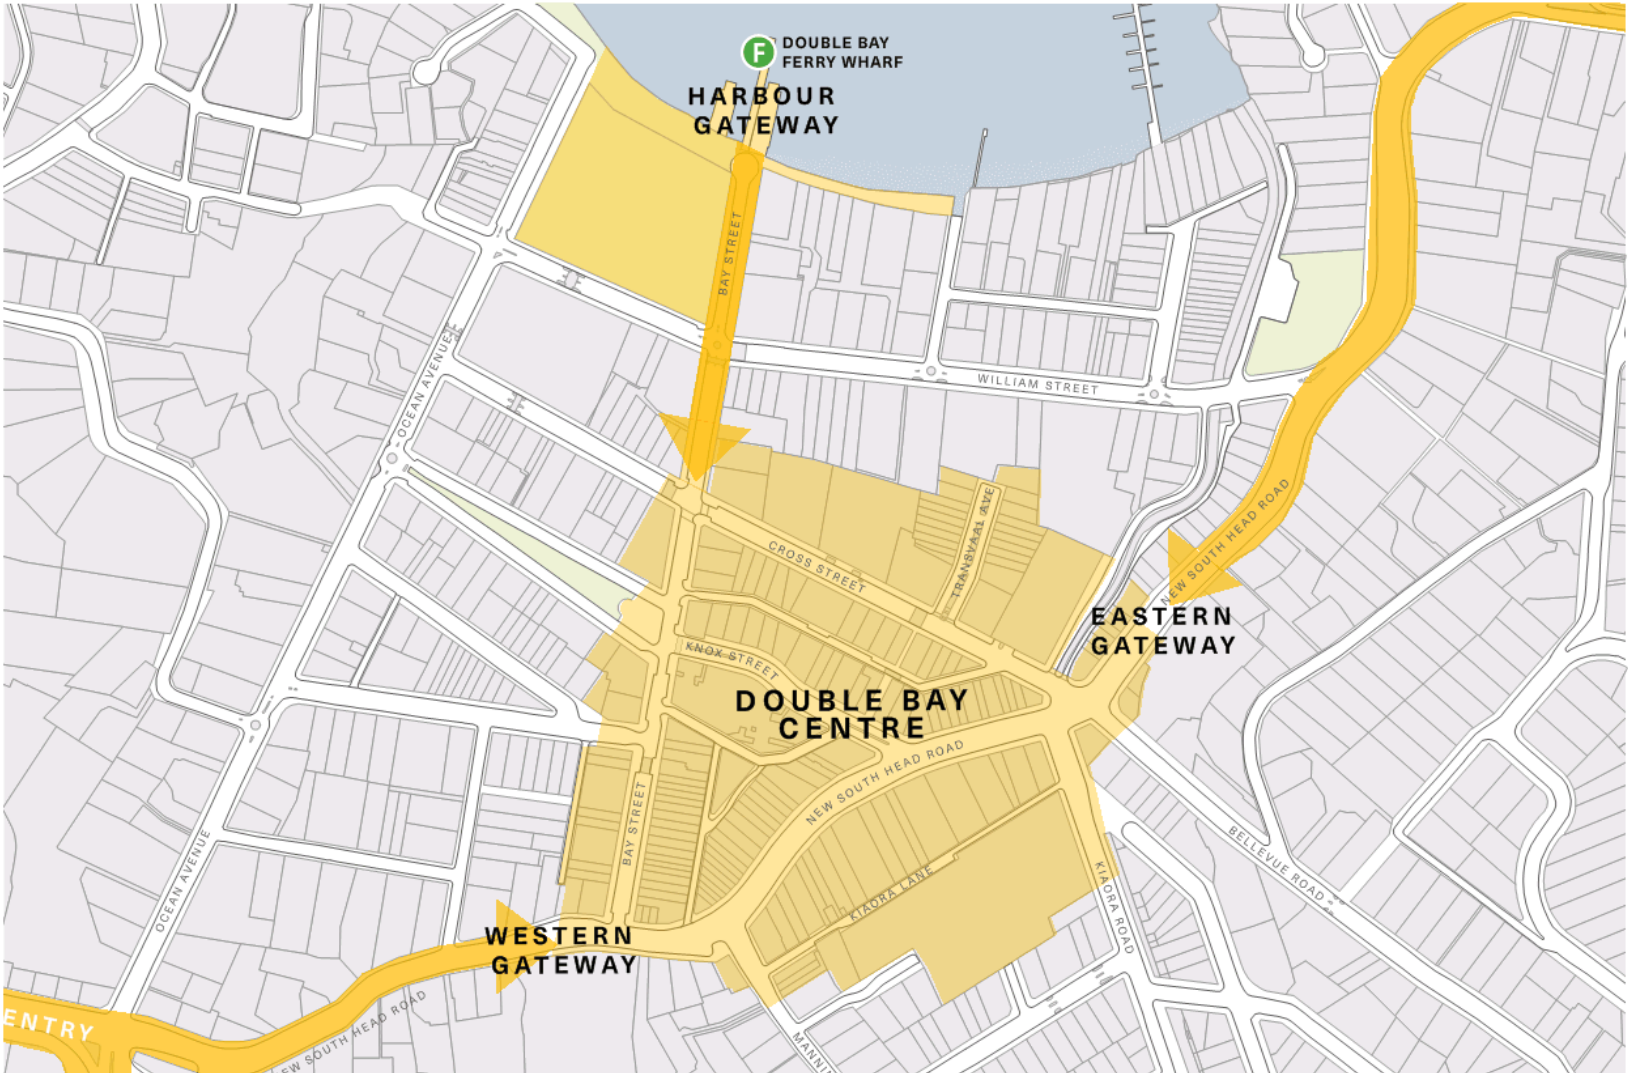 F
DOUBLE BAY
FERRY WHARF
HARBOUR
GATEWAY
BAY STREET
OCEAN AVENUE
WILLIAM STREET
NEW SOUTH HEAD ROAD
TRANSVAAL AVE
CROSS STREET
EASTERN
GATEWAY
KNOX STREET
DOUBLE BAY
CENTRE
NEW SOUTH HEAD ROAD
BAY STREET
OCEAN AVENUE
BELLEVUE ROAD
KIAORA LANE
KIAORA ROAD
WESTERN
GATEWAY
ENTRY
EW SOUTH HEAD ROAD
MANNI